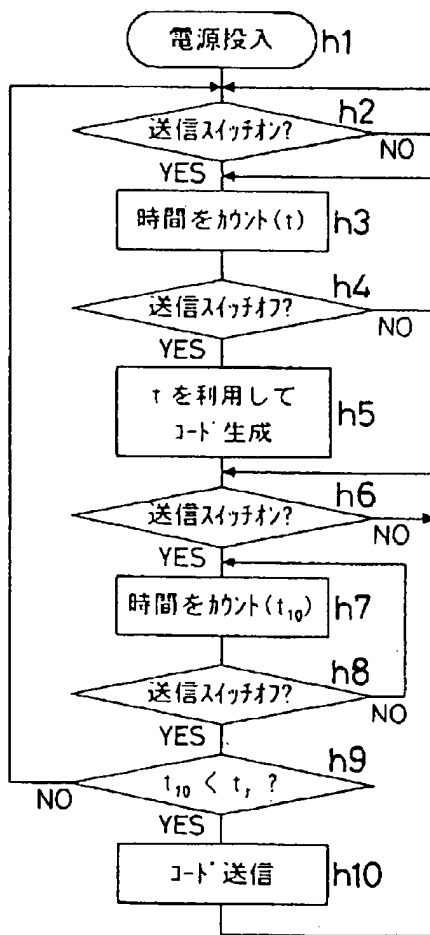 電源投入 h1
送信スイッチオン? h2
NO
YES
時間をカウント(t) h3
送信スイッチオフ? h4
NO
YES
tを利用して
コード生成 h5
送信スイッチオン? h6
NO
YES
時間をカウント(t₁₀) h7
送信スイッチオフ? h8
NO
YES
t₁₀ < tᵣ ? h9
NO
YES
コード送信 h10